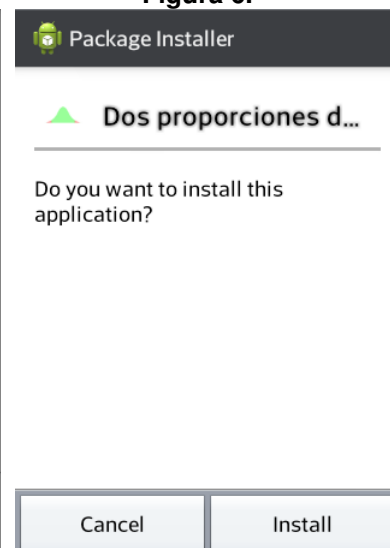 Package Installer
Dos proporciones d...
Do you want to install this
application?
Cancel
Install